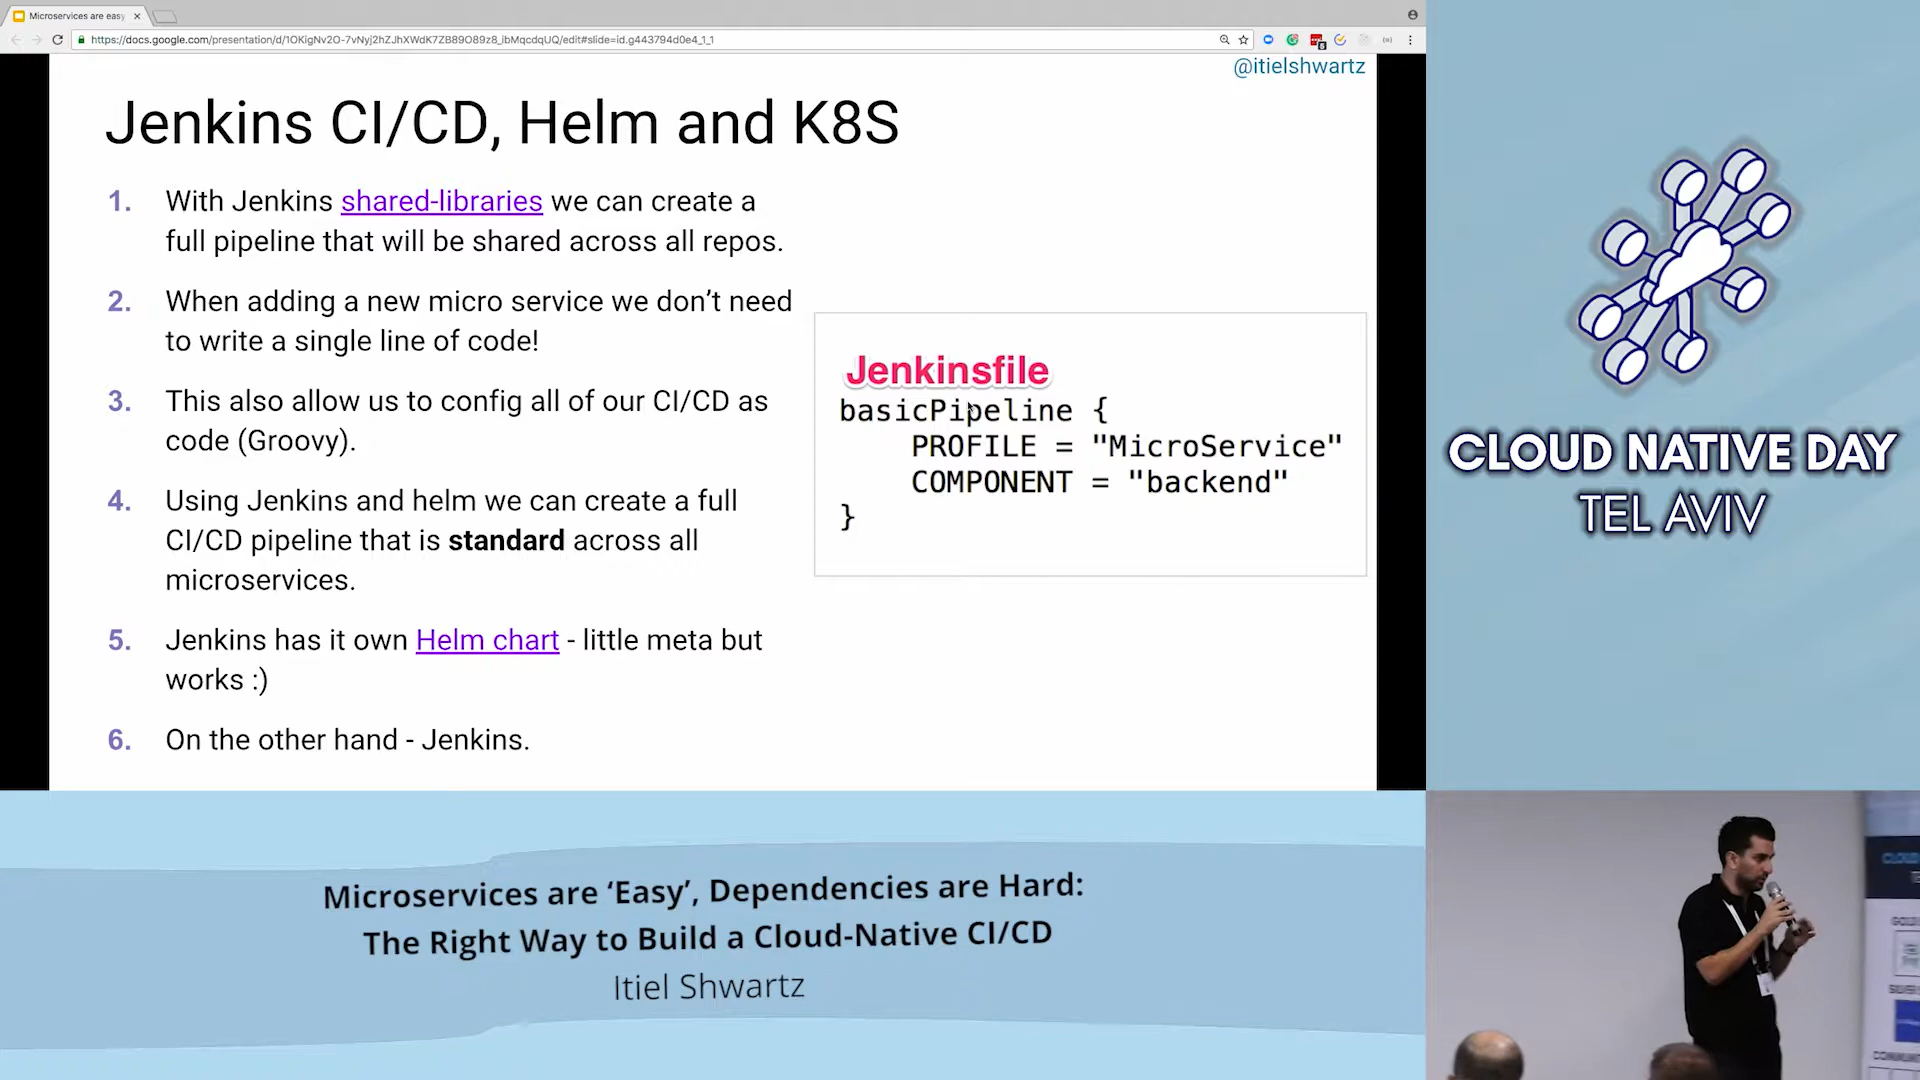 Microservices are easy
https://docs.google.com/presentation/d/1OKigNv2O-7vNyj2hZJhXWdK7ZB89O89z8_ibMqcdqUQ/edit#slide=id.g443794d0e4_1_1
@itielshwartz
Jenkins CI/CD, Helm and K8S
1. With Jenkins shared-libraries we can create a
full pipeline that will be shared across all repos.
2. When adding a new micro service we don’t need
to write a single line of code!
3. This also allow us to config all of our CI/CD as
code (Groovy).
4. Using Jenkins and helm we can create a full
CI/CD pipeline that is standard across all
microservices.
5. Jenkins has it own Helm chart - little meta but
works :)
6. On the other hand - Jenkins.
Jenkinsfile
basicPipeline {
PROFILE = "MicroService"
COMPONENT = "backend"
}
CLOUD NATIVE DAY
TEL AVIV
Microservices are ‘Easy’, Dependencies are Hard:
The Right Way to Build a Cloud-Native CI/CD
Itiel Shwartz